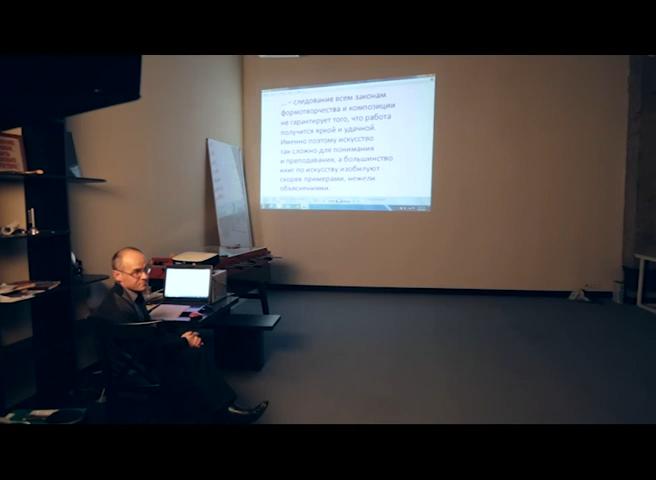 ... – следование всем законам
формотворчества и композиции
не гарантирует того, что работа
получится яркой и удачной.
Именно поэтому искусство
так сложно для понимания
и преподавания, а большинство
книг по искусству изобилуют
скорее примерами, нежели
объяснениями.